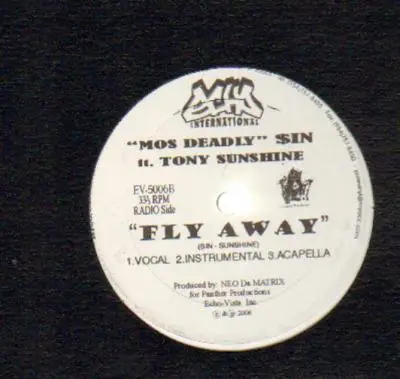 INTERNATIONAL
"MOS DEADLY" $IN
ft. TONY SUNSHINE
EV-5006B
33⅓ RPM
RADIO Side
"FLY AWAY"
(SIN - SUNSHINE)
1.VOCAL 2.INSTRUMENTAL 3.ACAPELLA
Produced by: NEO Da MATRIX
for Panther Productions
Echo-Vista, Inc.
© & ℗ 2006